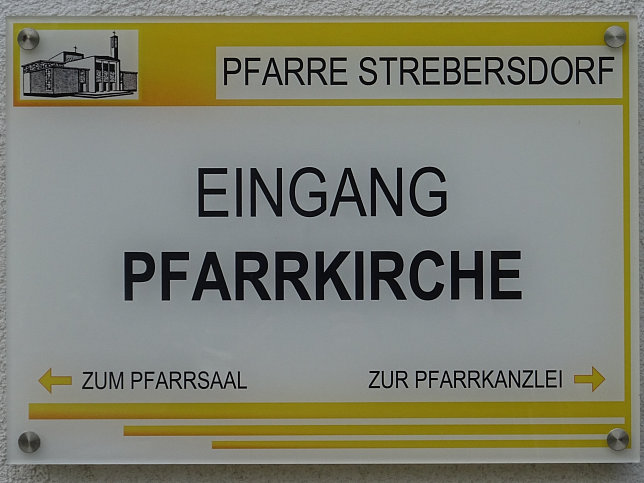 PFARRE STREBERSDORF
EINGANG
PFARRKIRCHE
ZUM PFARRSAAL ZUR PFARRKANZLEI